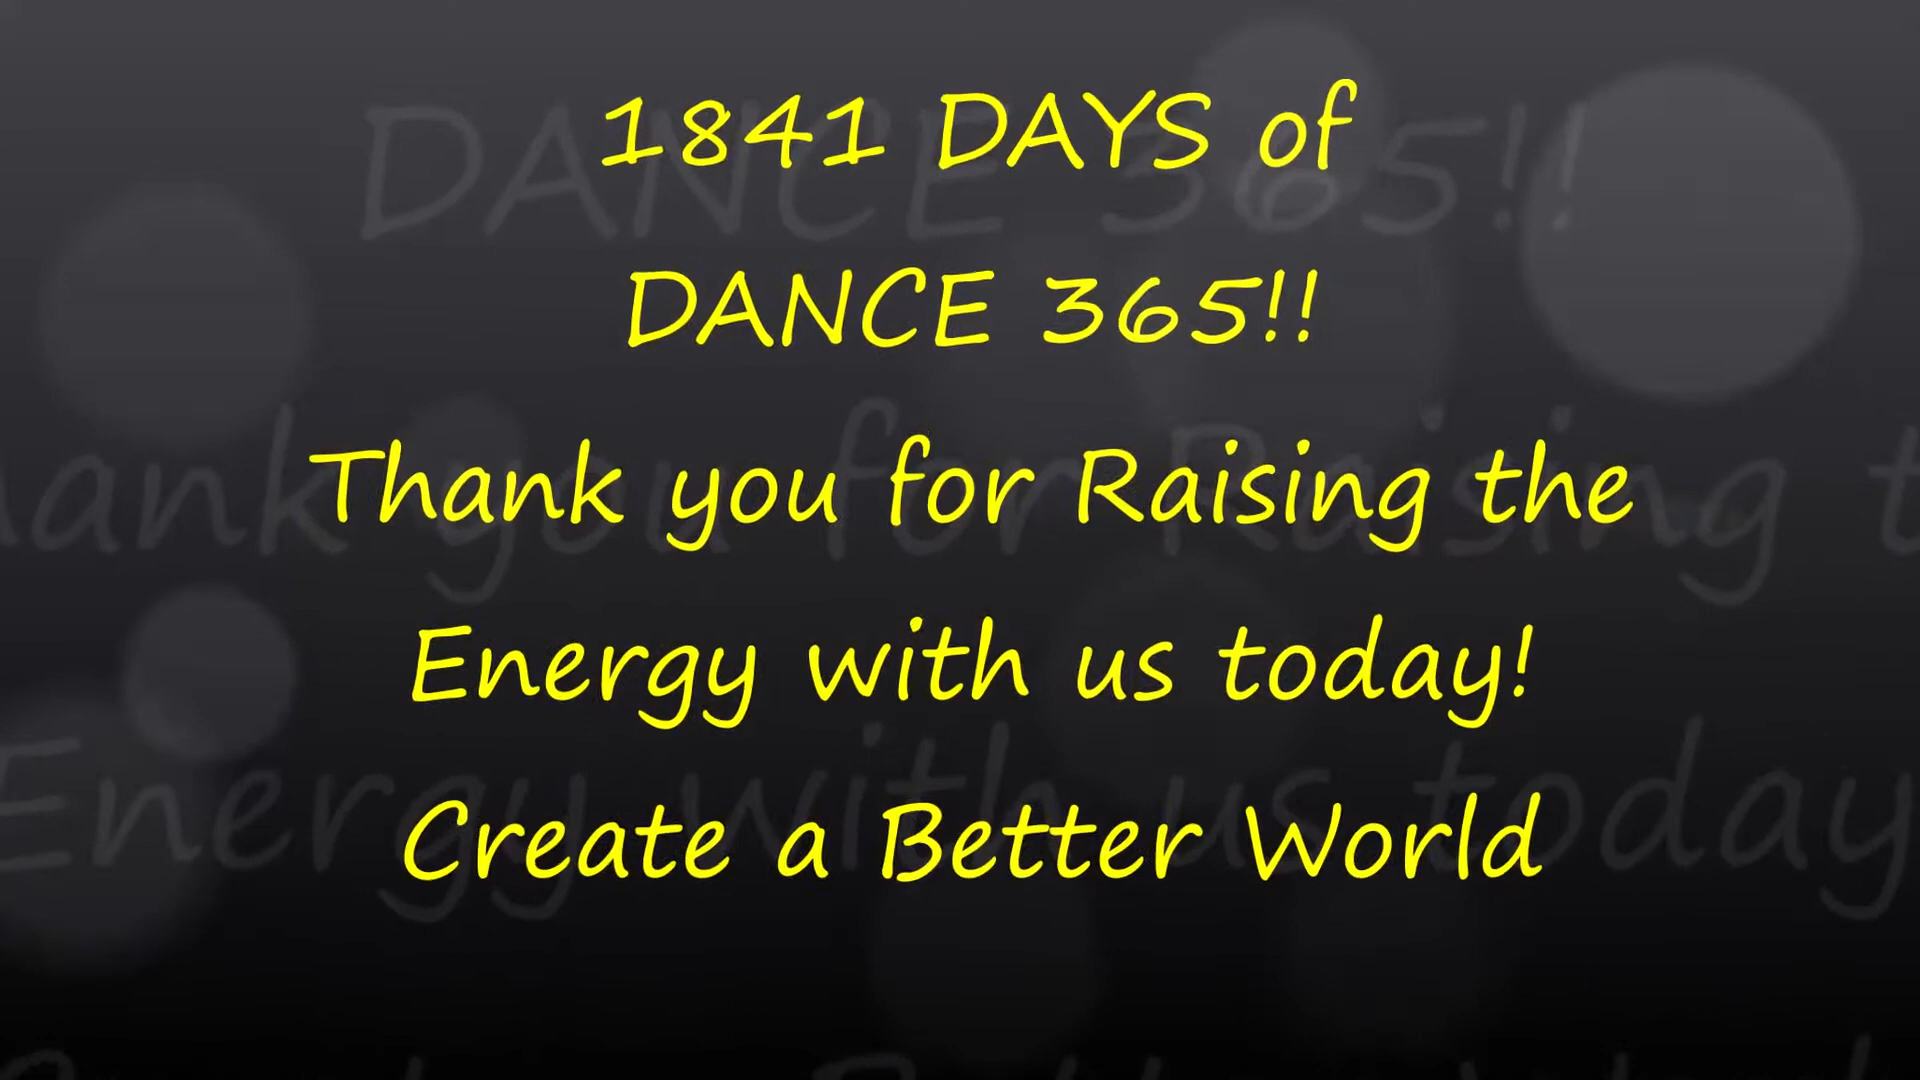 1841 DAYS of
DANCE 365!!
Thank you for Raising the
Energy with us today!
Create a Better World